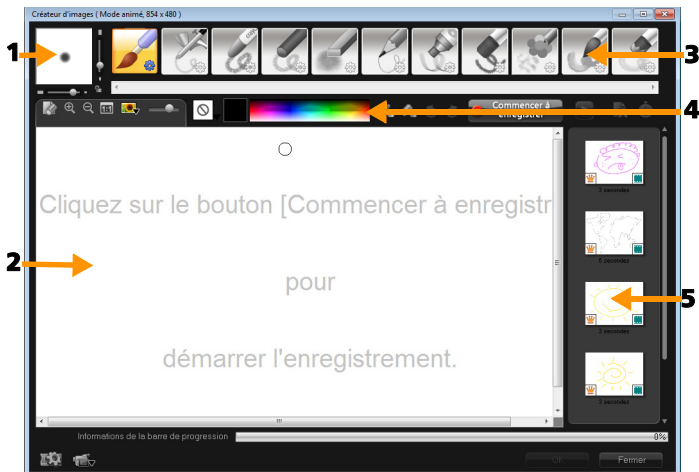 Créateur d'images ( Mode animé, 854 x 480 )
1
3
1:1
Commencer à
enregistrer
4
Cliquez sur le bouton [Commencer à enregistr
pour
démarrer l'enregistrement.
2
3 secondes
6 secondes
5
3 secondes
3 secondes
Informations de la barre de progression
0%
OK
Fermer